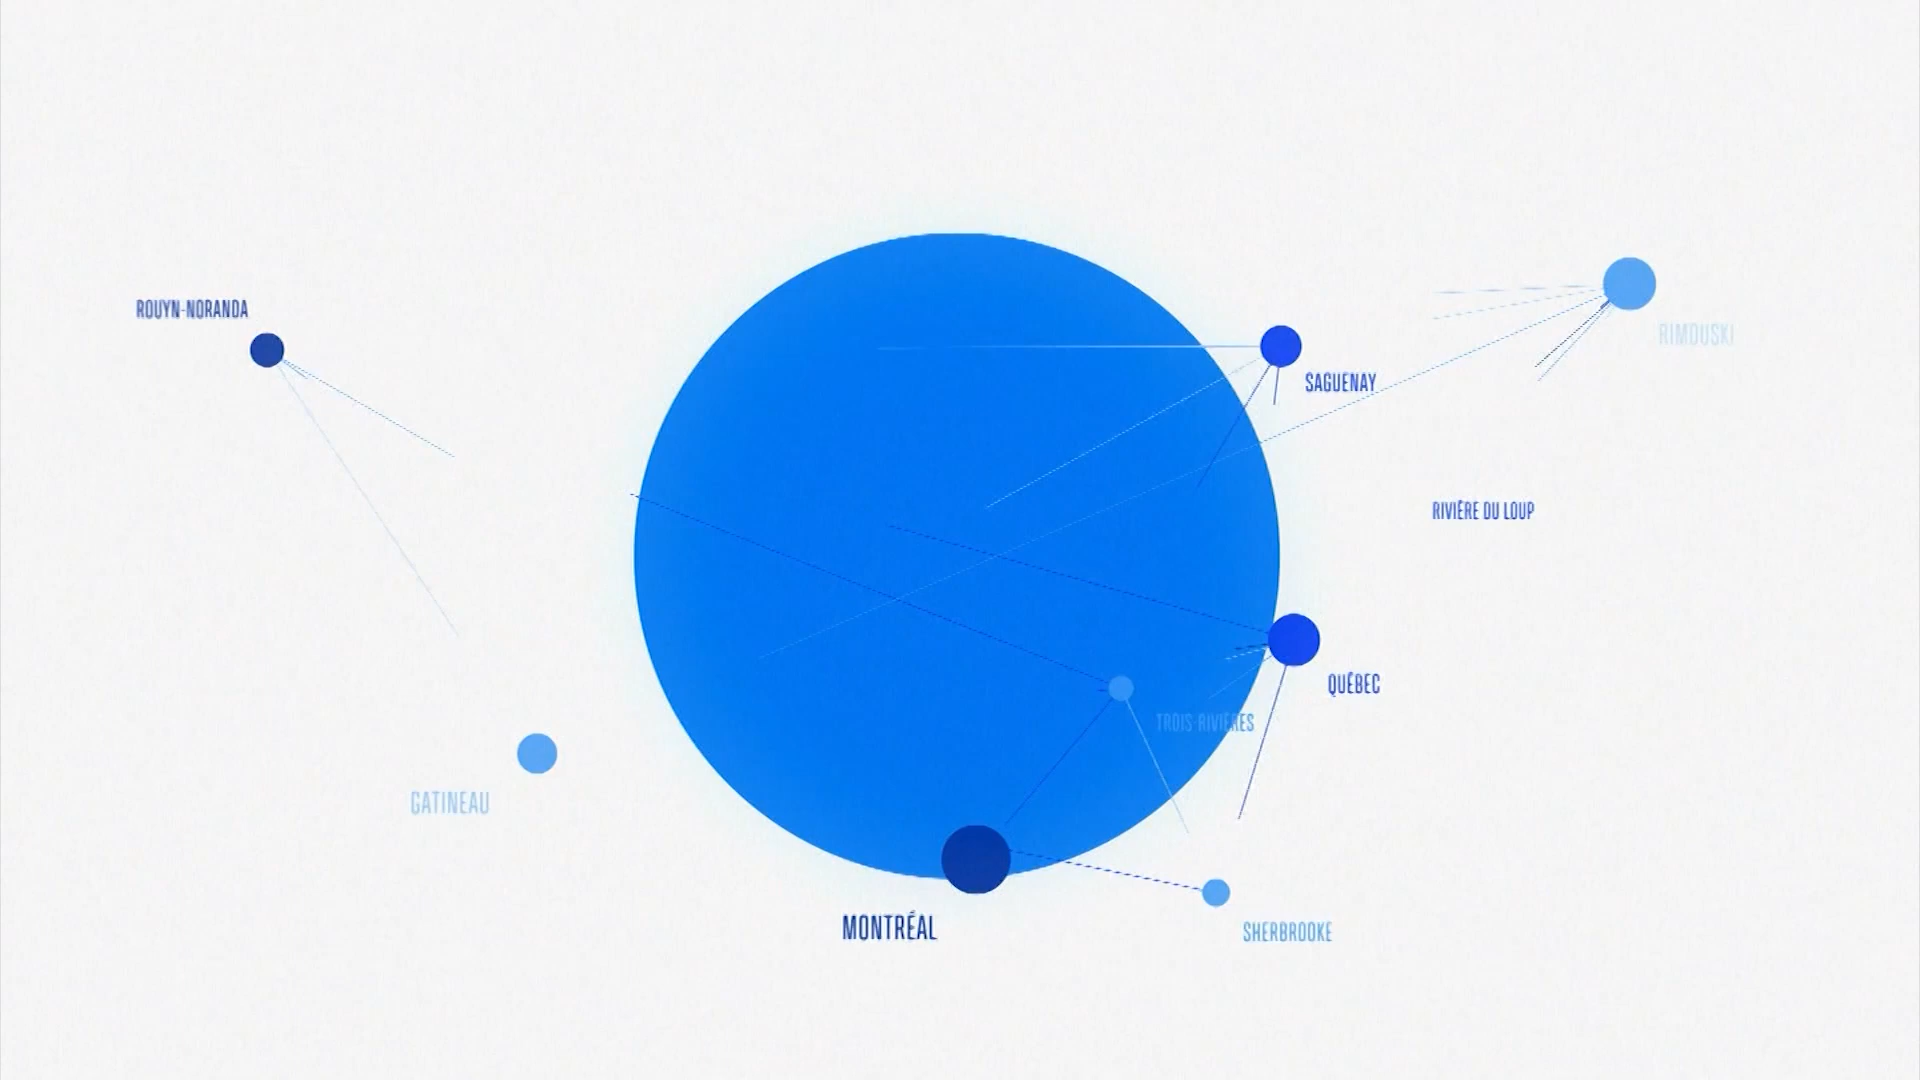 ROUYN-NORANDA
RIMOUSKI
SAGUENAY
RIVIÈRE DU LOUP
QUÉBEC
TROIS-RIVIÈRES
GATINEAU
MONTRÉAL
SHERBROOKE